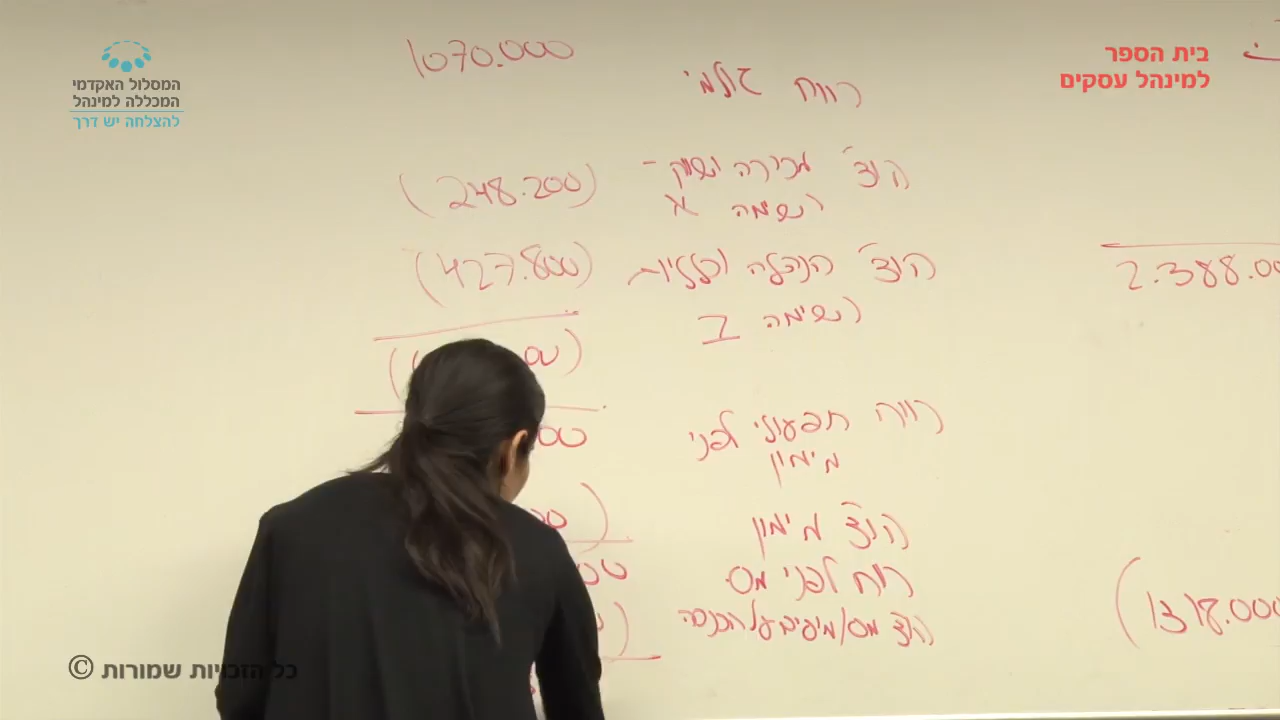 בית הספר
למינהל עסקים
המסלול האקדמי
המכללה למינהל
להצלחה יש דרך
1070.000
רווח גולמי
הוצ' מכירה ושיווק -
(248.200)
נשימה א
הוצ' הנהלה וכלליות
(427.800)
נשימה ב
2.388.00
רווח תפעולי לפני
מימון
הוצ' מימון
רווח לפני מס
הוצ' מס/מיסים על הכנסה
(1318.000
כל הזכויות שמורות ©